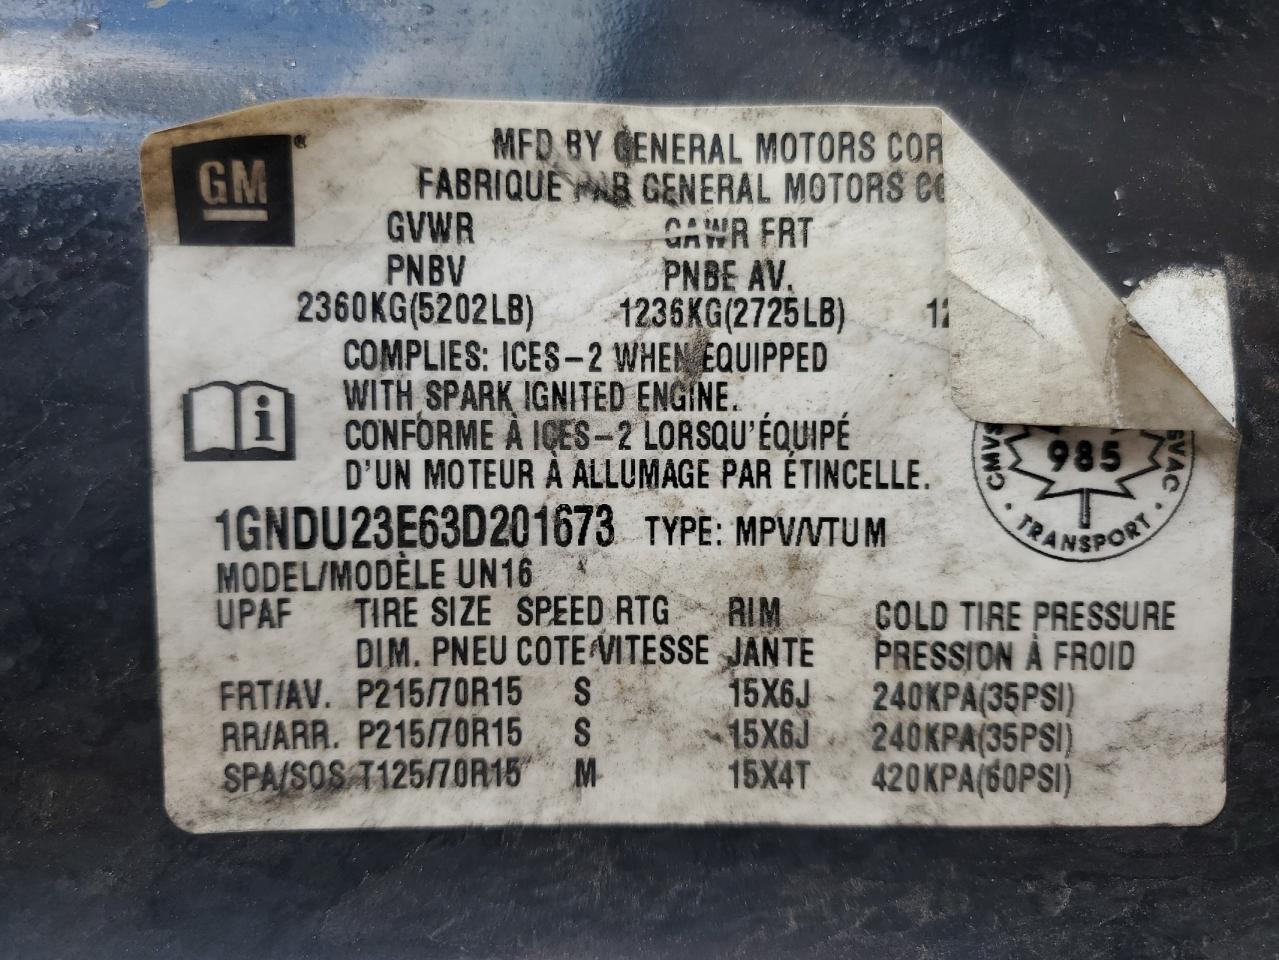 GM
MFD BY GENERAL MOTORS COR
FABRIQUE PAR GENERAL MOTORS CO
GVWR GAWR FRT
PNBV PNBE AV.
2360KG(5202LB) 1236KG(2725LB) 12
COMPLIES: ICES-2 WHEN EQUIPPED
WITH SPARK IGNITED ENGINE.
CONFORME À ICES-2 LORSQU'ÉQUIPÉ
D'UN MOTEUR À ALLUMAGE PAR ÉTINCELLE.
985
TRANSPORT
1GNDU23E63D201673 TYPE: MPV/VTUM
MODEL/MODÈLE UN16
UPAF TIRE SIZE SPEED RTG RIM COLD TIRE PRESSURE
DIM. PNEU COTE/VITESSE JANTE PRESSION À FROID
FRT/AV. P215/70R15 S 15X6J 240KPA(35PSI)
RR/ARR. P215/70R15 S 15X6J 240KPA(35PSI)
SPA/SOS T125/70R15 M 15X4T 420KPA(60PSI)